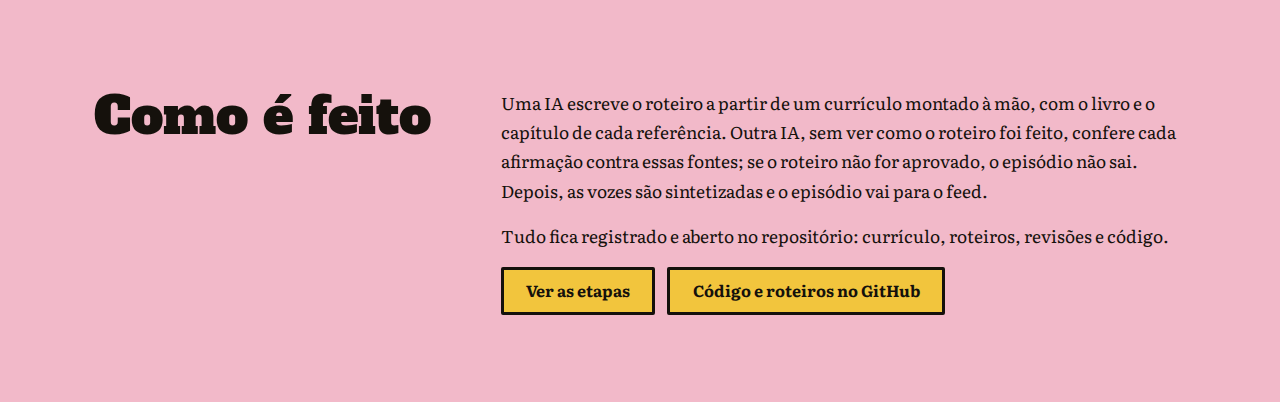 Como é feito
Uma IA escreve o roteiro a partir de um currículo montado à mão, com o livro e o
capítulo de cada referência. Outra IA, sem ver como o roteiro foi feito, confere cada
afirmação contra essas fontes; se o roteiro não for aprovado, o episódio não sai.
Depois, as vozes são sintetizadas e o episódio vai para o feed.
Tudo fica registrado e aberto no repositório: currículo, roteiros, revisões e código.
Ver as etapas
Código e roteiros no GitHub